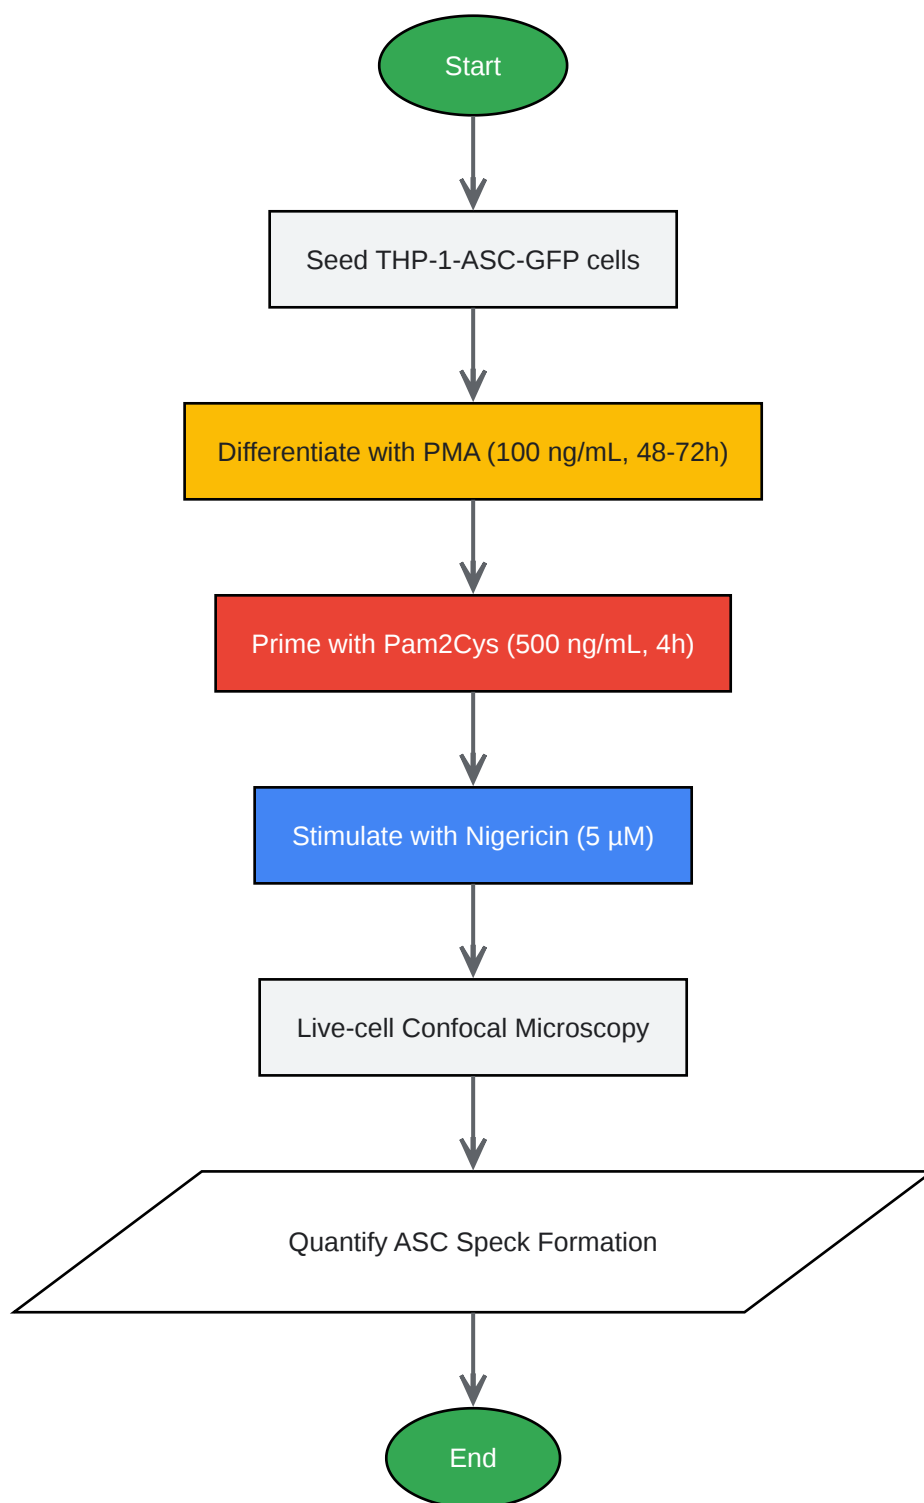 Start
Seed THP-1-ASC-GFP cells
Differentiate with PMA (100 ng/mL, 48-72h)
Prime with Pam2Cys (500 ng/mL, 4h)
Stimulate with Nigericin (5 µM)
Live-cell Confocal Microscopy
Quantify ASC Speck Formation
End